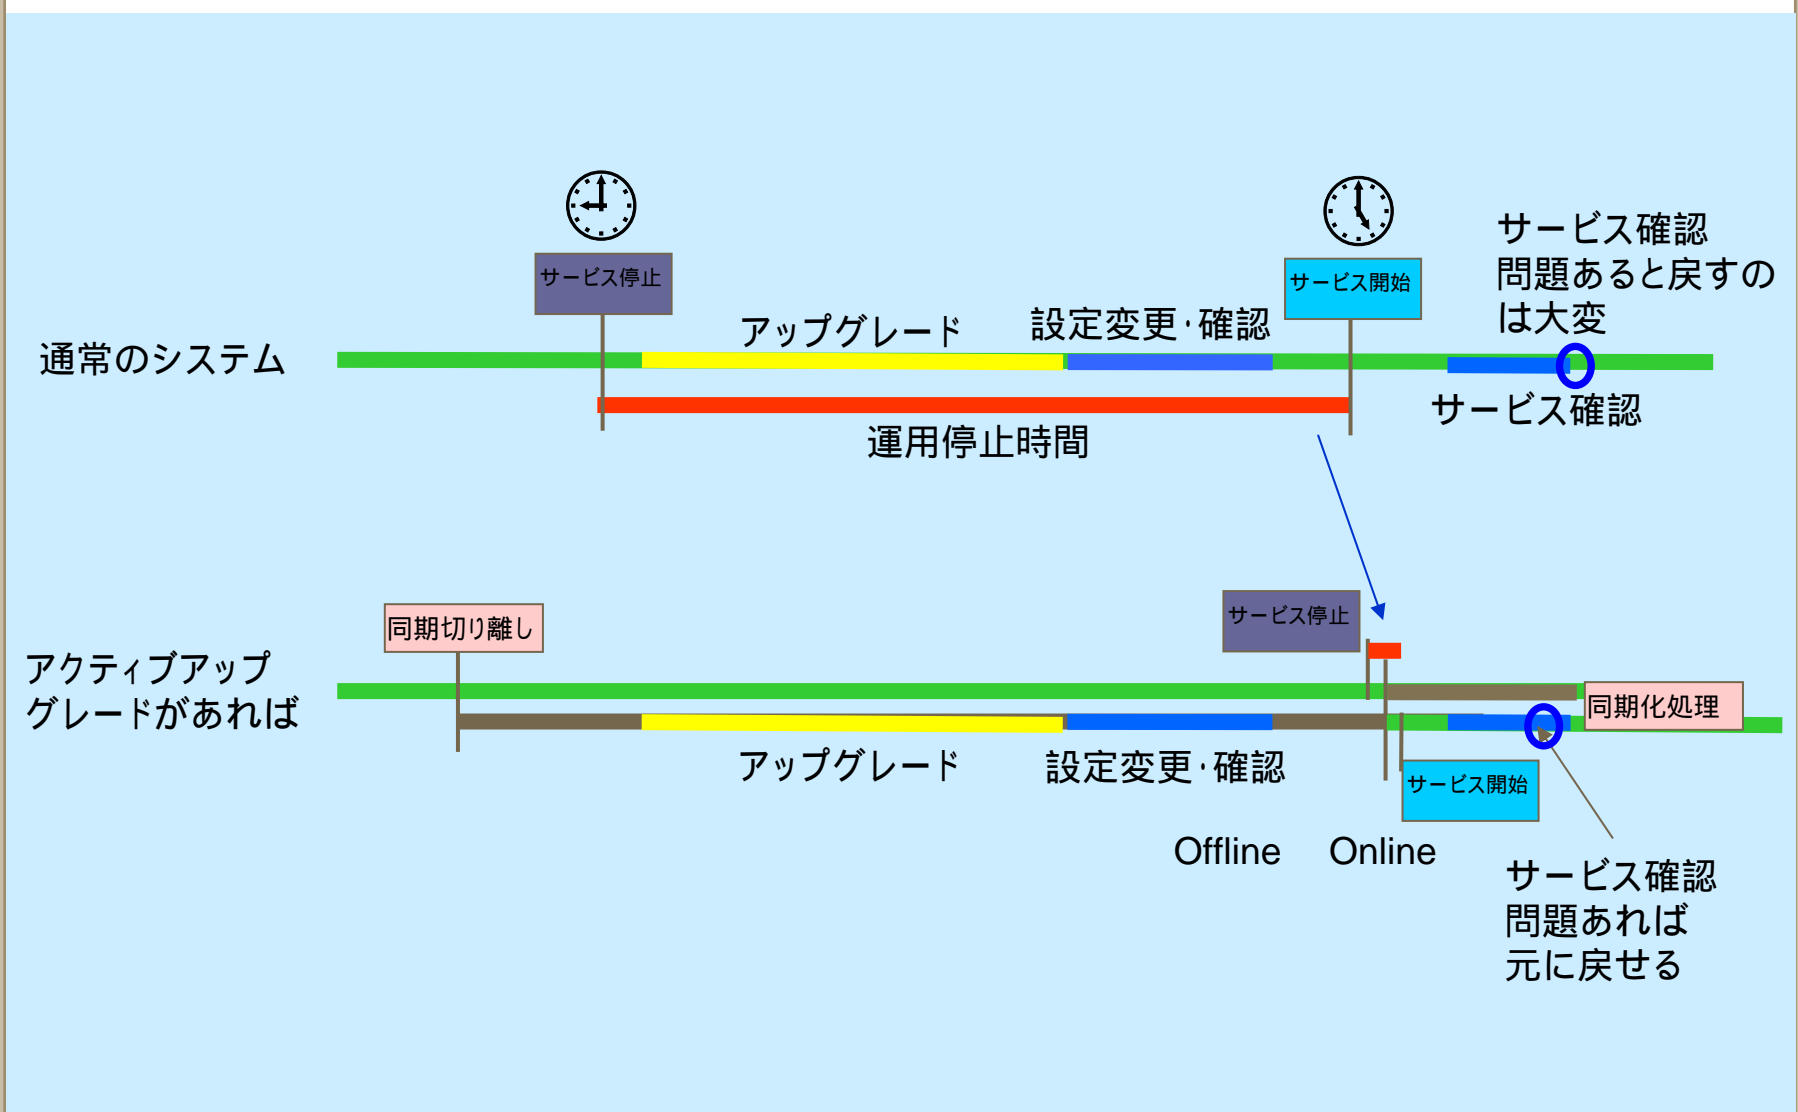 サービス停止
サービス開始
サービス確認
問題あると戻すの
は大変
アップグレード
設定変更・確認
通常のシステム
サービス確認
運用停止時間
同期切り離し
サービス停止
アクティブアップ
グレードがあれば
同期化処理
アップグレード
設定変更・確認
サービス開始
Offline
Online
サービス確認
問題あれば
元に戻せる